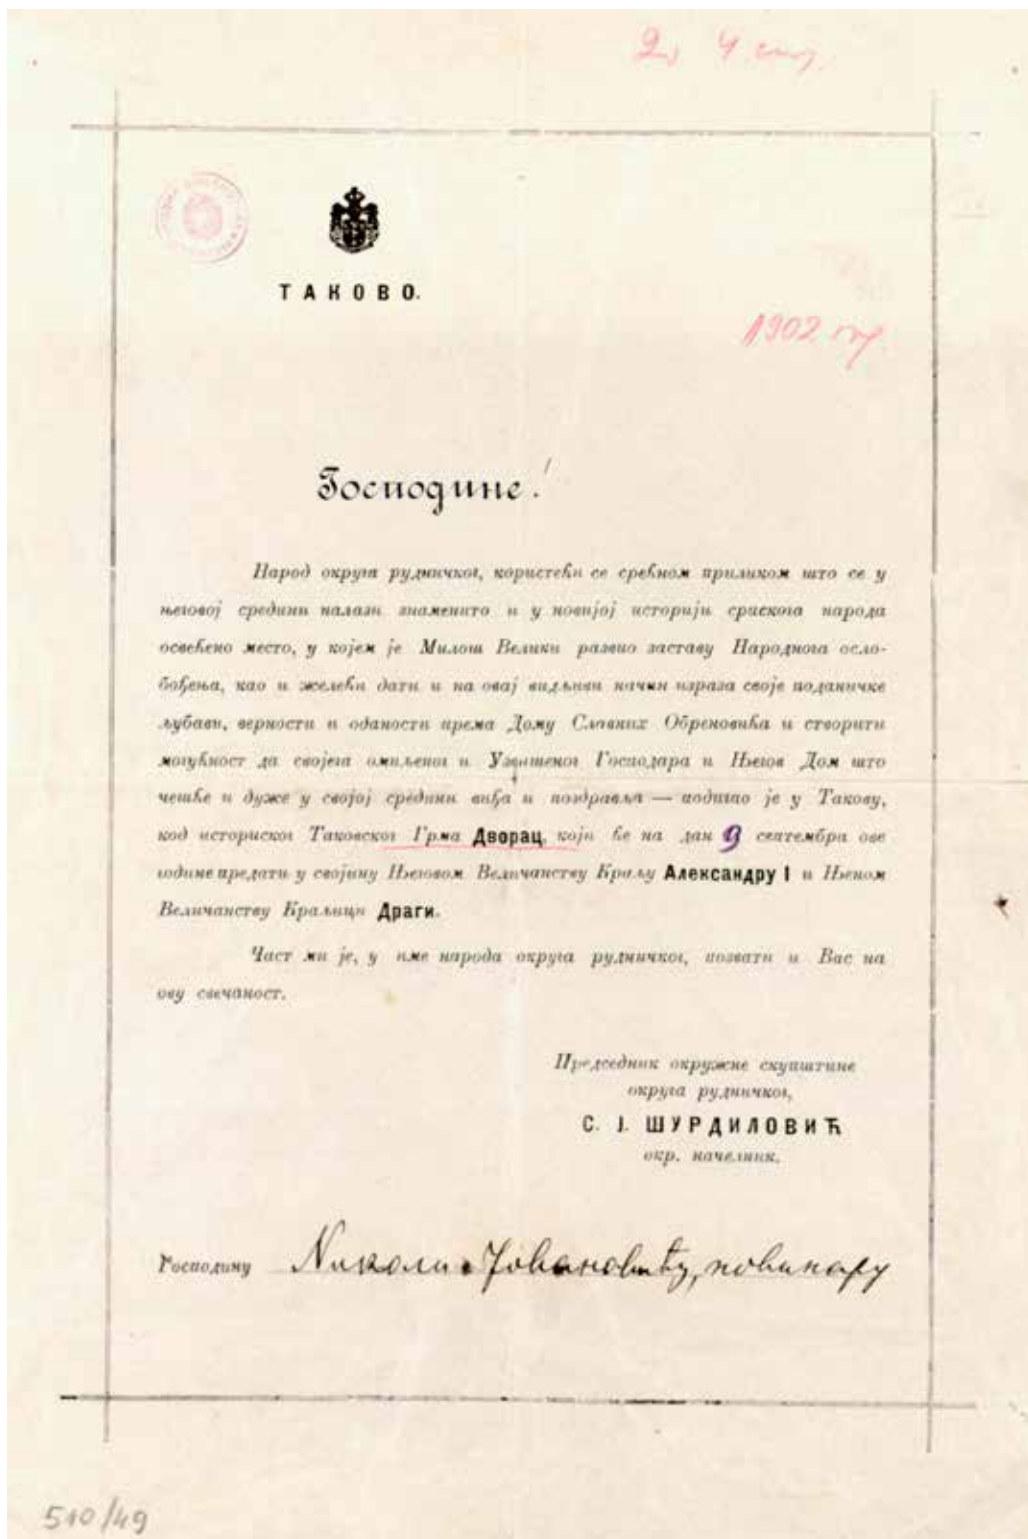 2, 4
ТАКОВО.
1902
Господине!
Народ округа рудничког, користећи се срећном приликом што се у
његовој средини налази знаменито и у новијој историји српскога народа
освећено место, у којем је Милош Велики развио заставу Народнога осло-
бођења, као и желећи дати и на овај видљиви начин израза своје поданичке
љубави, верности и оданости према Дому Славних Обреновића и створити
могућност да својега омиљеног и Узвишеног Господара и Његов Дом што
чешће и дуже у својој средини виђа и поздравља — подигао је у Такову,
код историског Таковског Грма Дворац, који ће на дан 9 септембра ове
године предати у својину Његовом Величанству Краљу Александру I и Њеном
Величанству Краљици Драги.
Част ми је, у име народа округа рудничког, позвати и Вас на
ову свечаност.
Председник окружне скупштине
округа рудничког,
С. Ј. ШУРДИЛОВИЋ
окр. начелник.
Господину Николи Јовановићу, новинару
510/49